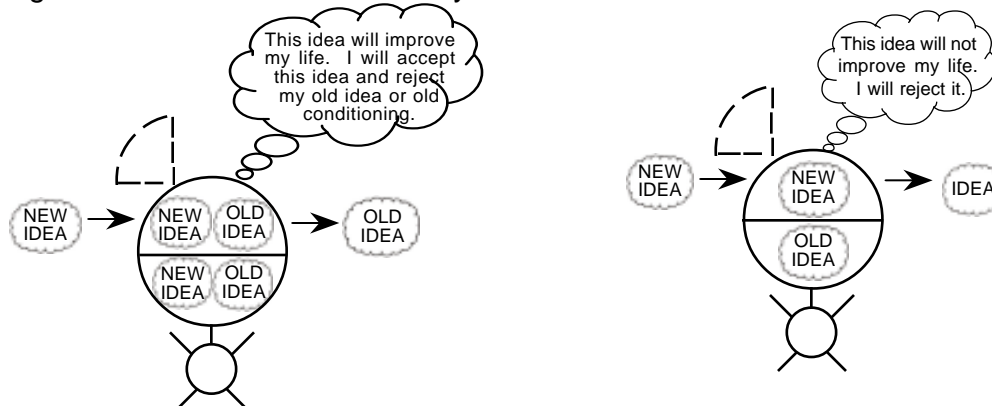 This idea will improve
my life. I will accept
this idea and reject
my old idea or old
conditioning.
NEW
IDEA
NEW
IDEA
OLD
IDEA
OLD
IDEA
NEW
IDEA
OLD
IDEA
This idea will not
improve my life.
I will reject it.
NEW
IDEA
NEW
IDEA
IDEA
OLD
IDEA